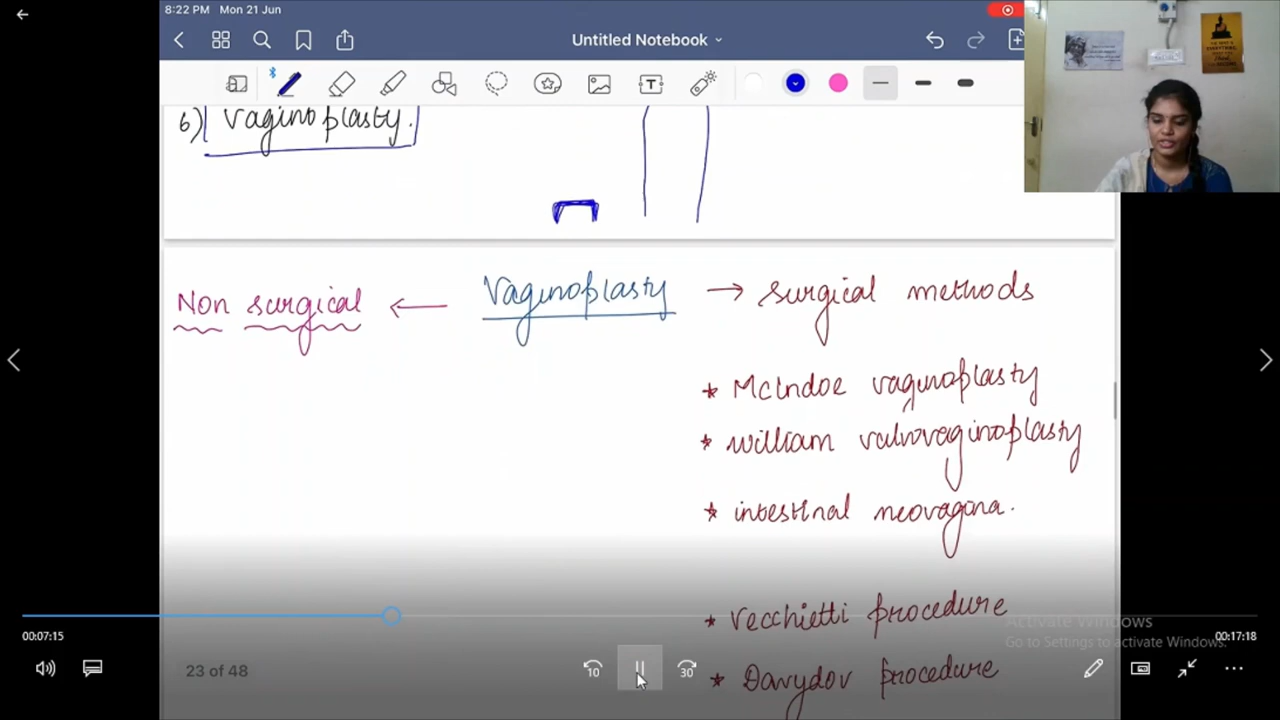 8:22 PM Mon 21 Jun
Untitled Notebook
6) Vaginoplasty.
Non surgical ← Vaginoplasty → surgical methods
* McIndoe vaginoplasty
* william vulvovaginoplasty
* intestinal neovagina.
* Vecchietti procedure
Activate Windows
Go to Settings to activate Windows.
00:07:15
00:17:18
23 of 48
10
30
* Davydov procedure